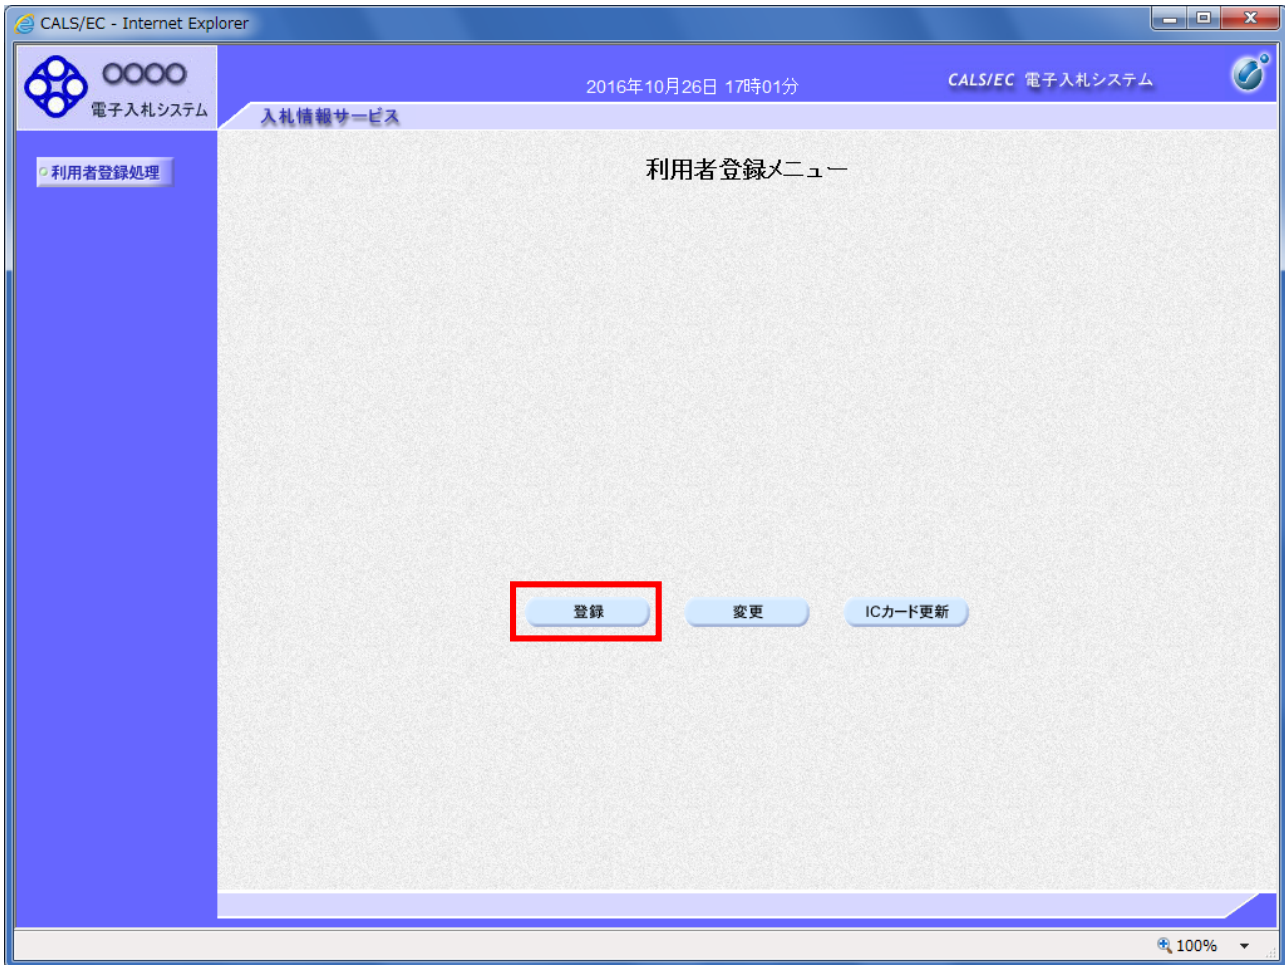 CALS/EC - Internet Explorer
〇〇〇〇
電子入札システム
2016年10月26日 17時01分
CALS/EC 電子入札システム
入札情報サービス
利用者登録処理
利用者登録メニュー
登録
変更
ICカード更新
100%